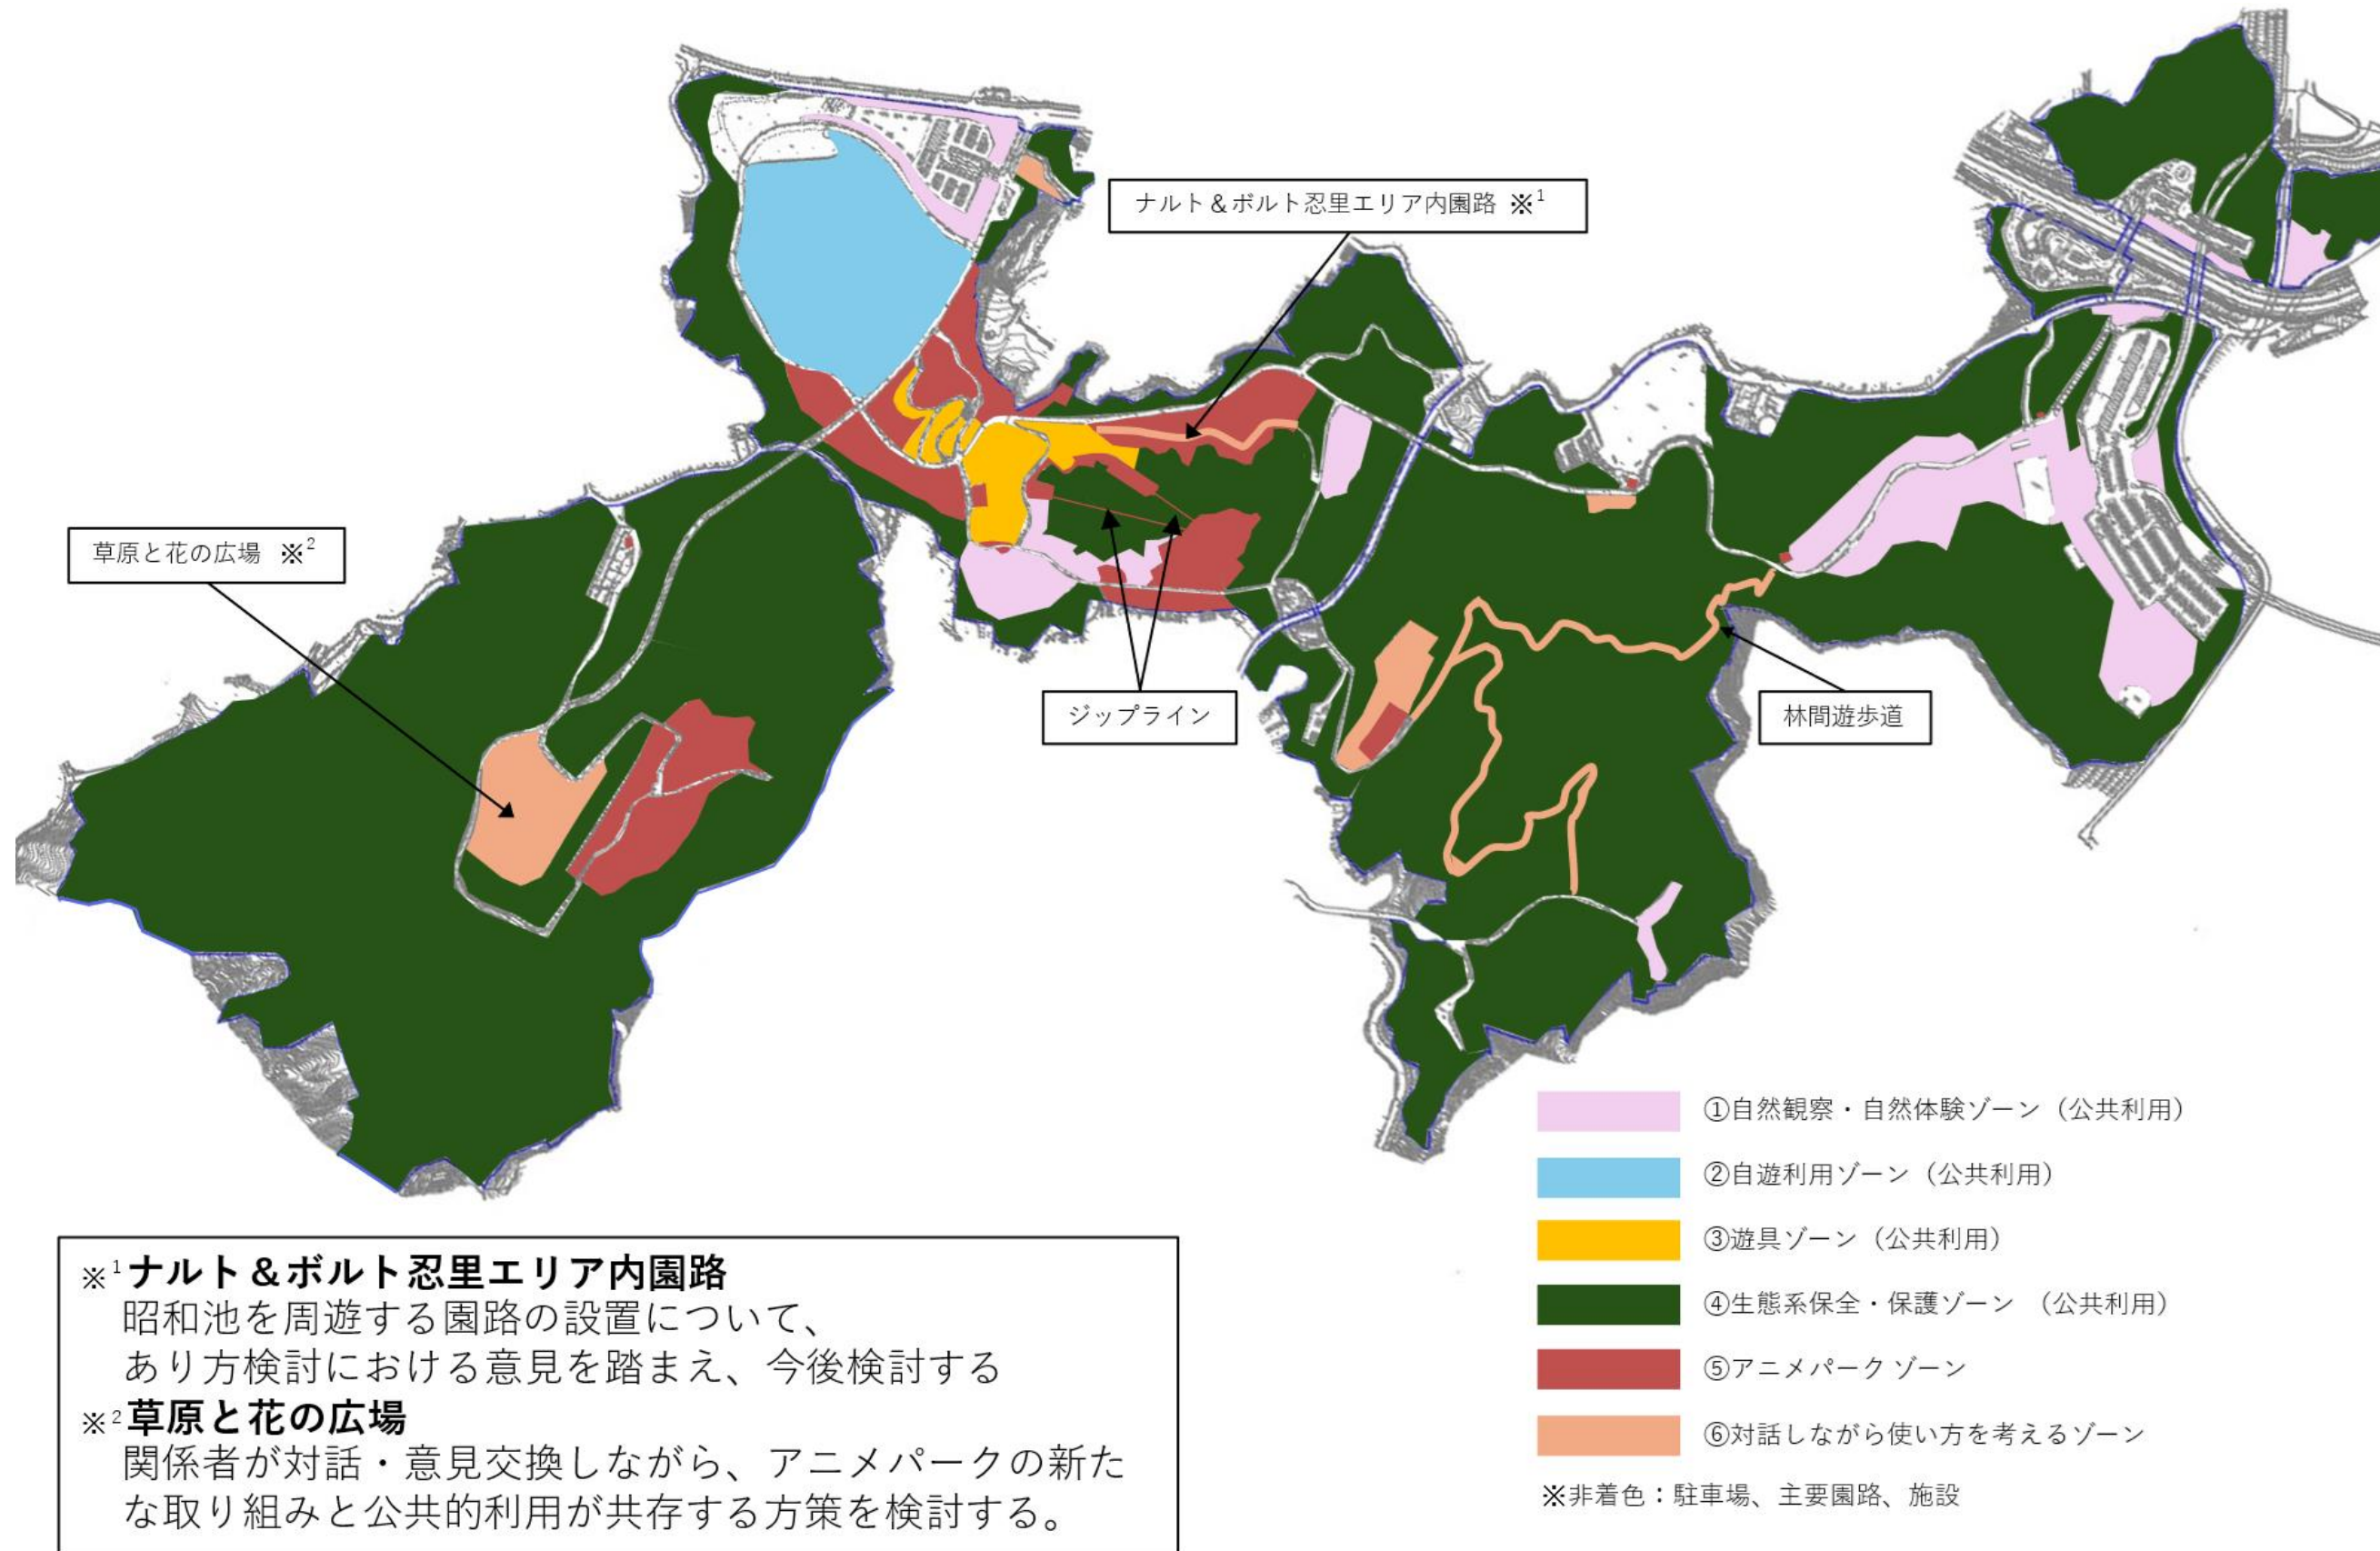 ナルト＆ボルト忍里エリア内園路 ※1
草原と花の広場 ※2
ジップライン
林間遊歩道
①自然観察・自然体験ゾーン（公共利用）
②自遊利用ゾーン（公共利用）
③遊具ゾーン（公共利用）
④生態系保全・保護ゾーン （公共利用）
⑤アニメパークゾーン
⑥対話しながら使い方を考えるゾーン
※非着色：駐車場、主要園路、施設
※1ナルト＆ボルト忍里エリア内園路
昭和池を周遊する園路の設置について、
あり方検討における意見を踏まえ、今後検討する
※2草原と花の広場
関係者が対話・意見交換しながら、アニメパークの新た
な取り組みと公共的利用が共存する方策を検討する。